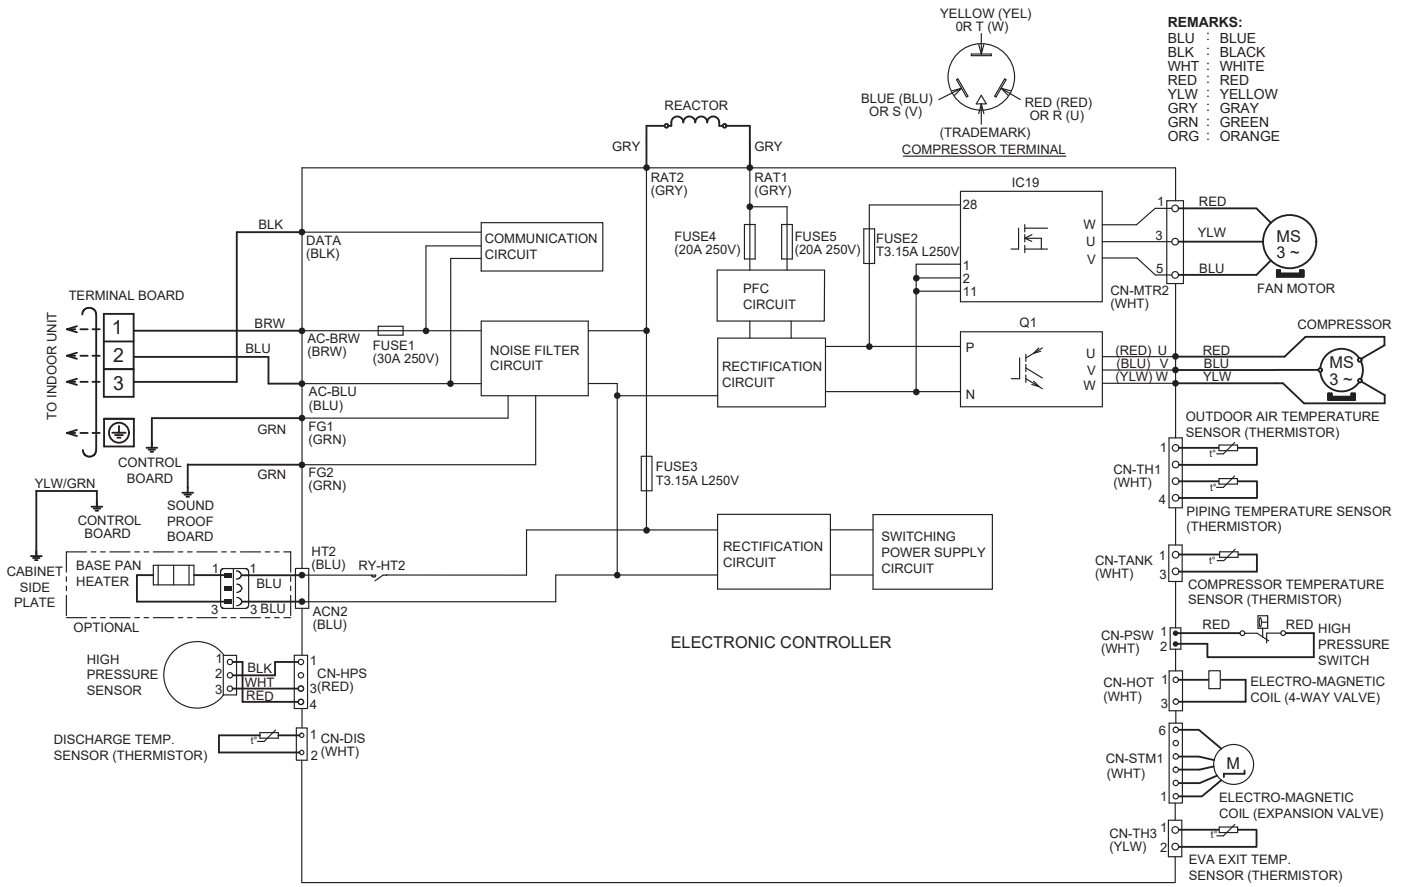 YELLOW (YEL)
0R T (W)
BLUE (BLU)
OR S (V)
RED (RED)
OR R (U)
(TRADEMARK)
COMPRESSOR TERMINAL
REMARKS:
BLU : BLUE
BLK : BLACK
WHT : WHITE
RED : RED
YLW : YELLOW
GRY : GRAY
GRN : GREEN
ORG : ORANGE
REACTOR
GRY
GRY
RAT2
(GRY)
RAT1
(GRY)
BLK
DATA
(BLK)
COMMUNICATION
CIRCUIT
TERMINAL BOARD
TO INDOOR UNIT
1
2
3
BRW
AC-BRW
(BRW)
FUSE1
(30A 250V)
BLU
AC-BLU
(BLU)
NOISE FILTER
CIRCUIT
GRN
FG1
(GRN)
CONTROL
BOARD
GRN
FG2
(GRN)
SOUND
PROOF
BOARD
YLW/GRN
CONTROL
BOARD
CABINET
SIDE
PLATE
FUSE4
(20A 250V)
FUSE5
(20A 250V)
FUSE2
T3.15A L250V
PFC
CIRCUIT
RECTIFICATION
CIRCUIT
FUSE3
T3.15A L250V
IC19
28
1
2
11
W
U
V
1
3
5
CN-MTR2
(WHT)
RED
YLW
BLU
MS
3 ~
FAN MOTOR
Q1
P
N
U
V
W
(RED) U
(BLU) V
(YLW) W
RED
BLU
YLW
COMPRESSOR
MS
3 ~
OUTDOOR AIR TEMPERATURE
SENSOR (THERMISTOR)
1
CN-TH1
(WHT)
4
t°
t°
PIPING TEMPERATURE SENSOR
(THERMISTOR)
CN-TANK
(WHT)
1
3
t°
COMPRESSOR TEMPERATURE
SENSOR (THERMISTOR)
CN-PSW
(WHT)
1
2
RED
RED
HIGH
PRESSURE
SWITCH
CN-HOT
(WHT)
1
3
ELECTRO-MAGNETIC
COIL (4-WAY VALVE)
6
CN-STM1
(WHT)
1
M
ELECTRO-MAGNETIC
COIL (EXPANSION VALVE)
CN-TH3
(YLW)
1
2
t°
EVA EXIT TEMP.
SENSOR (THERMISTOR)
RECTIFICATION
CIRCUIT
SWITCHING
POWER SUPPLY
CIRCUIT
ELECTRONIC CONTROLLER
BASE PAN
HEATER
1
1
BLU
3
3
BLU
OPTIONAL
HT2
(BLU)
RY-HT2
ACN2
(BLU)
HIGH
PRESSURE
SENSOR
1
2
3
BLK
WHT
RED
1
3
4
CN-HPS
(RED)
DISCHARGE TEMP.
SENSOR (THERMISTOR)
t°
1
2
CN-DIS
(WHT)